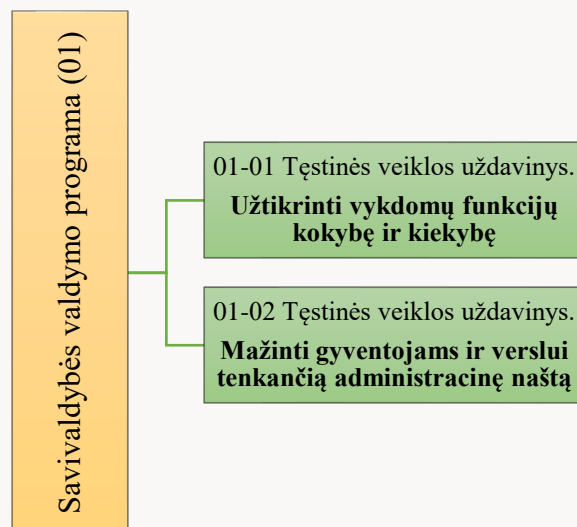 Savivaldybės valdymo programa (01)
01-01 Tęstinės veiklos uždavinys.
Užtikrinti vykdomų funkcijų
kokybę ir kiekybę
01-02 Tęstinės veiklos uždavinys.
Mažinti gyventojams ir verslui
tenkančią administracinę naštą